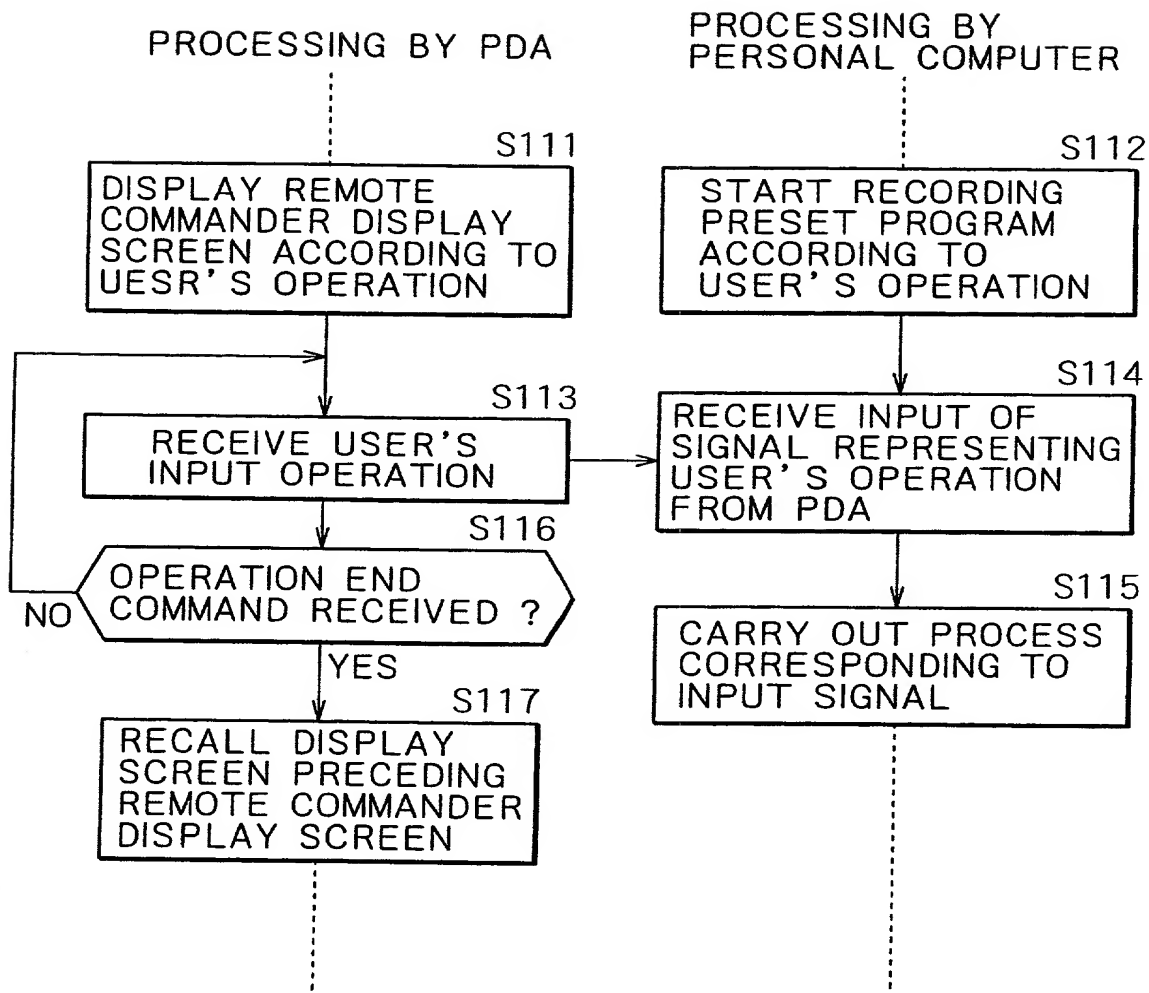 PROCESSING BY PDA
S111
DISPLAY REMOTE
COMMANDER DISPLAY
SCREEN ACCORDING TO
UESR'S OPERATION
S113
RECEIVE USER'S
INPUT OPERATION
S116
OPERATION END
COMMAND RECEIVED ?
NO
YES
S117
RECALL DISPLAY
SCREEN PRECEDING
REMOTE COMMANDER
DISPLAY SCREEN
PROCESSING BY
PERSONAL COMPUTER
S112
START RECORDING
PRESET PROGRAM
ACCORDING TO
USER'S OPERATION
S114
RECEIVE INPUT OF
SIGNAL REPRESENTING
USER'S OPERATION
FROM PDA
S115
CARRY OUT PROCESS
CORRESPONDING TO
INPUT SIGNAL